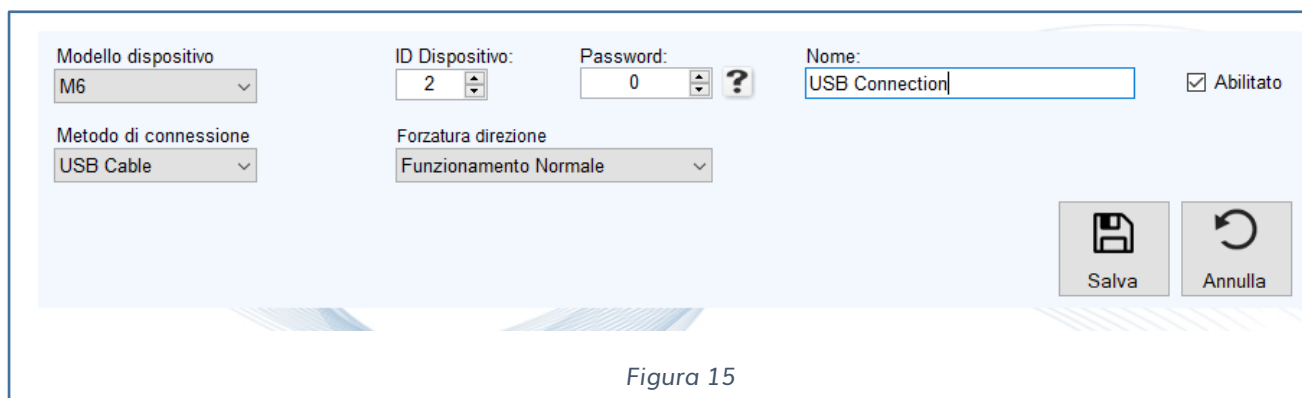 Modello dispositivo ID Dispositivo: Password: Nome:
M6 2 0 ? USB Connection Abilitato
Metodo di connessione Forzatura direzione
USB Cable Funzionamento Normale
Salva Annulla
Figura 15